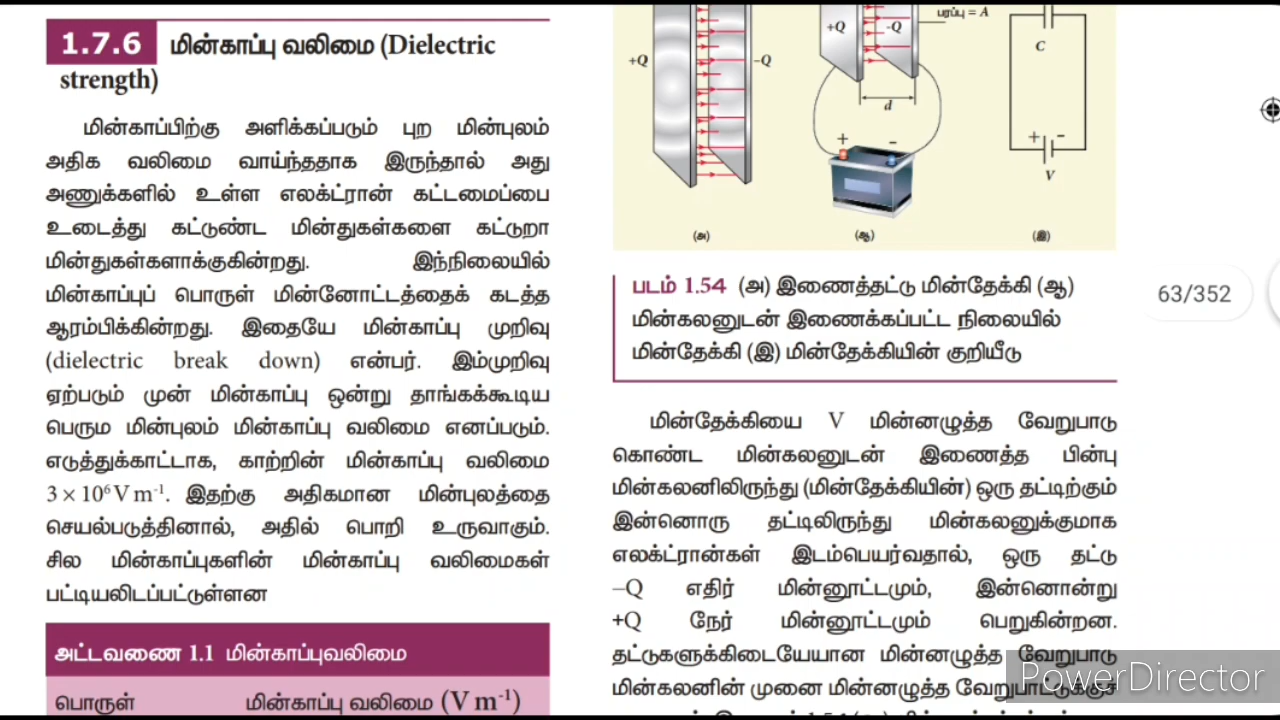 1.7.6 மின்காப்பு வலிமை (Dielectric
strength)
மின்காப்பிற்கு அளிக்கப்படும் புற மின்புலம்
அதிக வலிமை வாய்ந்ததாக இருந்தால் அது
அணுக்களில் உள்ள எலக்ட்ரான் கட்டமைப்பை
உடைத்து கட்டுண்ட மின்துகள்களை கட்டுறா
மின்துகள்களாக்குகின்றது. இந்நிலையில்
மின்காப்புப் பொருள் மின்னோட்டத்தைக் கடத்த
ஆரம்பிக்கின்றது. இதையே மின்காப்பு முறிவு
(dielectric break down) என்பர். இம்முறிவு
ஏற்படும் முன் மின்காப்பு ஒன்று தாங்கக்கூடிய
பெரும மின்புலம் மின்காப்பு வலிமை எனப்படும்.
எடுத்துக்காட்டாக, காற்றின் மின்காப்பு வலிமை
3 × 10⁶ V m⁻¹. இதற்கு அதிகமான மின்புலத்தை
செயல்படுத்தினால், அதில் பொறி உருவாகும்.
சில மின்காப்புகளின் மின்காப்பு வலிமைகள்
பட்டியலிடப்பட்டுள்ளன
அட்டவணை 1.1 மின்காப்புவலிமை
பொருள் மின்காப்பு வலிமை (V m⁻¹)
பரப்பு = A
+Q -Q
+Q -Q
d
+ -
C
+ -
V
(அ) (ஆ) (இ)
படம் 1.54 (அ) இணைத்தட்டு மின்தேக்கி (ஆ)
மின்கலனுடன் இணைக்கப்பட்ட நிலையில்
மின்தேக்கி (இ) மின்தேக்கியின் குறியீடு
மின்தேக்கியை V மின்னழுத்த வேறுபாடு
கொண்ட மின்கலனுடன் இணைத்த பின்பு
மின்கலனிலிருந்து (மின்தேக்கியின்) ஒரு தட்டிற்கும்
இன்னொரு தட்டிலிருந்து மின்கலனுக்குமாக
எலக்ட்ரான்கள் இடம்பெயர்வதால், ஒரு தட்டு
–Q எதிர் மின்னூட்டமும், இன்னொன்று
+Q நேர் மின்னூட்டமும் பெறுகின்றன.
தட்டுகளுக்கிடையேயான மின்னழுத்த வேறுபாடு
மின்கலனின் முனை மின்னழுத்த வேறுபாட்டுக்குச்
63/352
PowerDirector